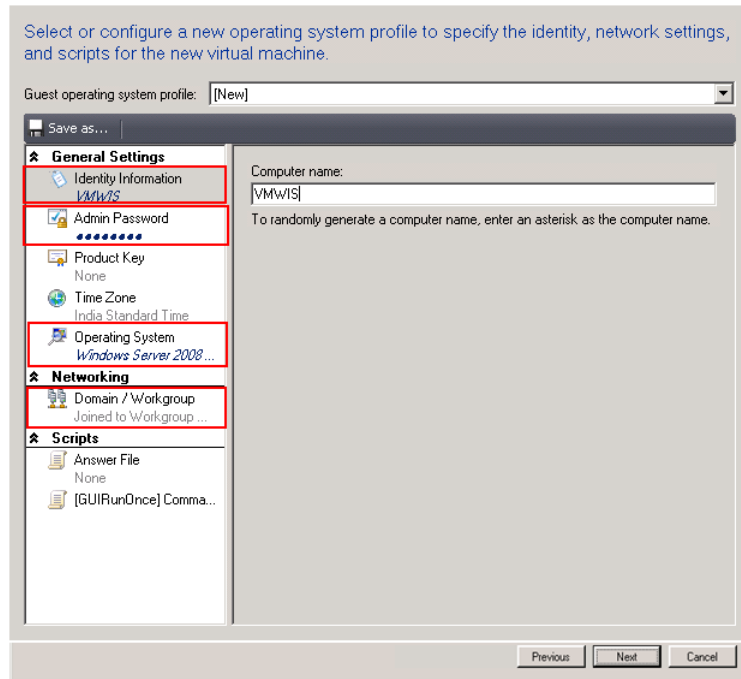 Select or configure a new operating system profile to specify the identity, network settings,
and scripts for the new virtual machine.
Guest operating system profile: [New]
Save as...
General Settings
Identity Information
VMWIS
Admin Password
Product Key
None
Time Zone
India Standard Time
Operating System
Windows Server 2008 ...
Networking
Domain / Workgroup
Joined to Workgroup ...
Scripts
Answer File
None
[GUIRunOnce] Comma...
Computer name:
VMWIS
To randomly generate a computer name, enter an asterisk as the computer name.
Previous
Next
Cancel